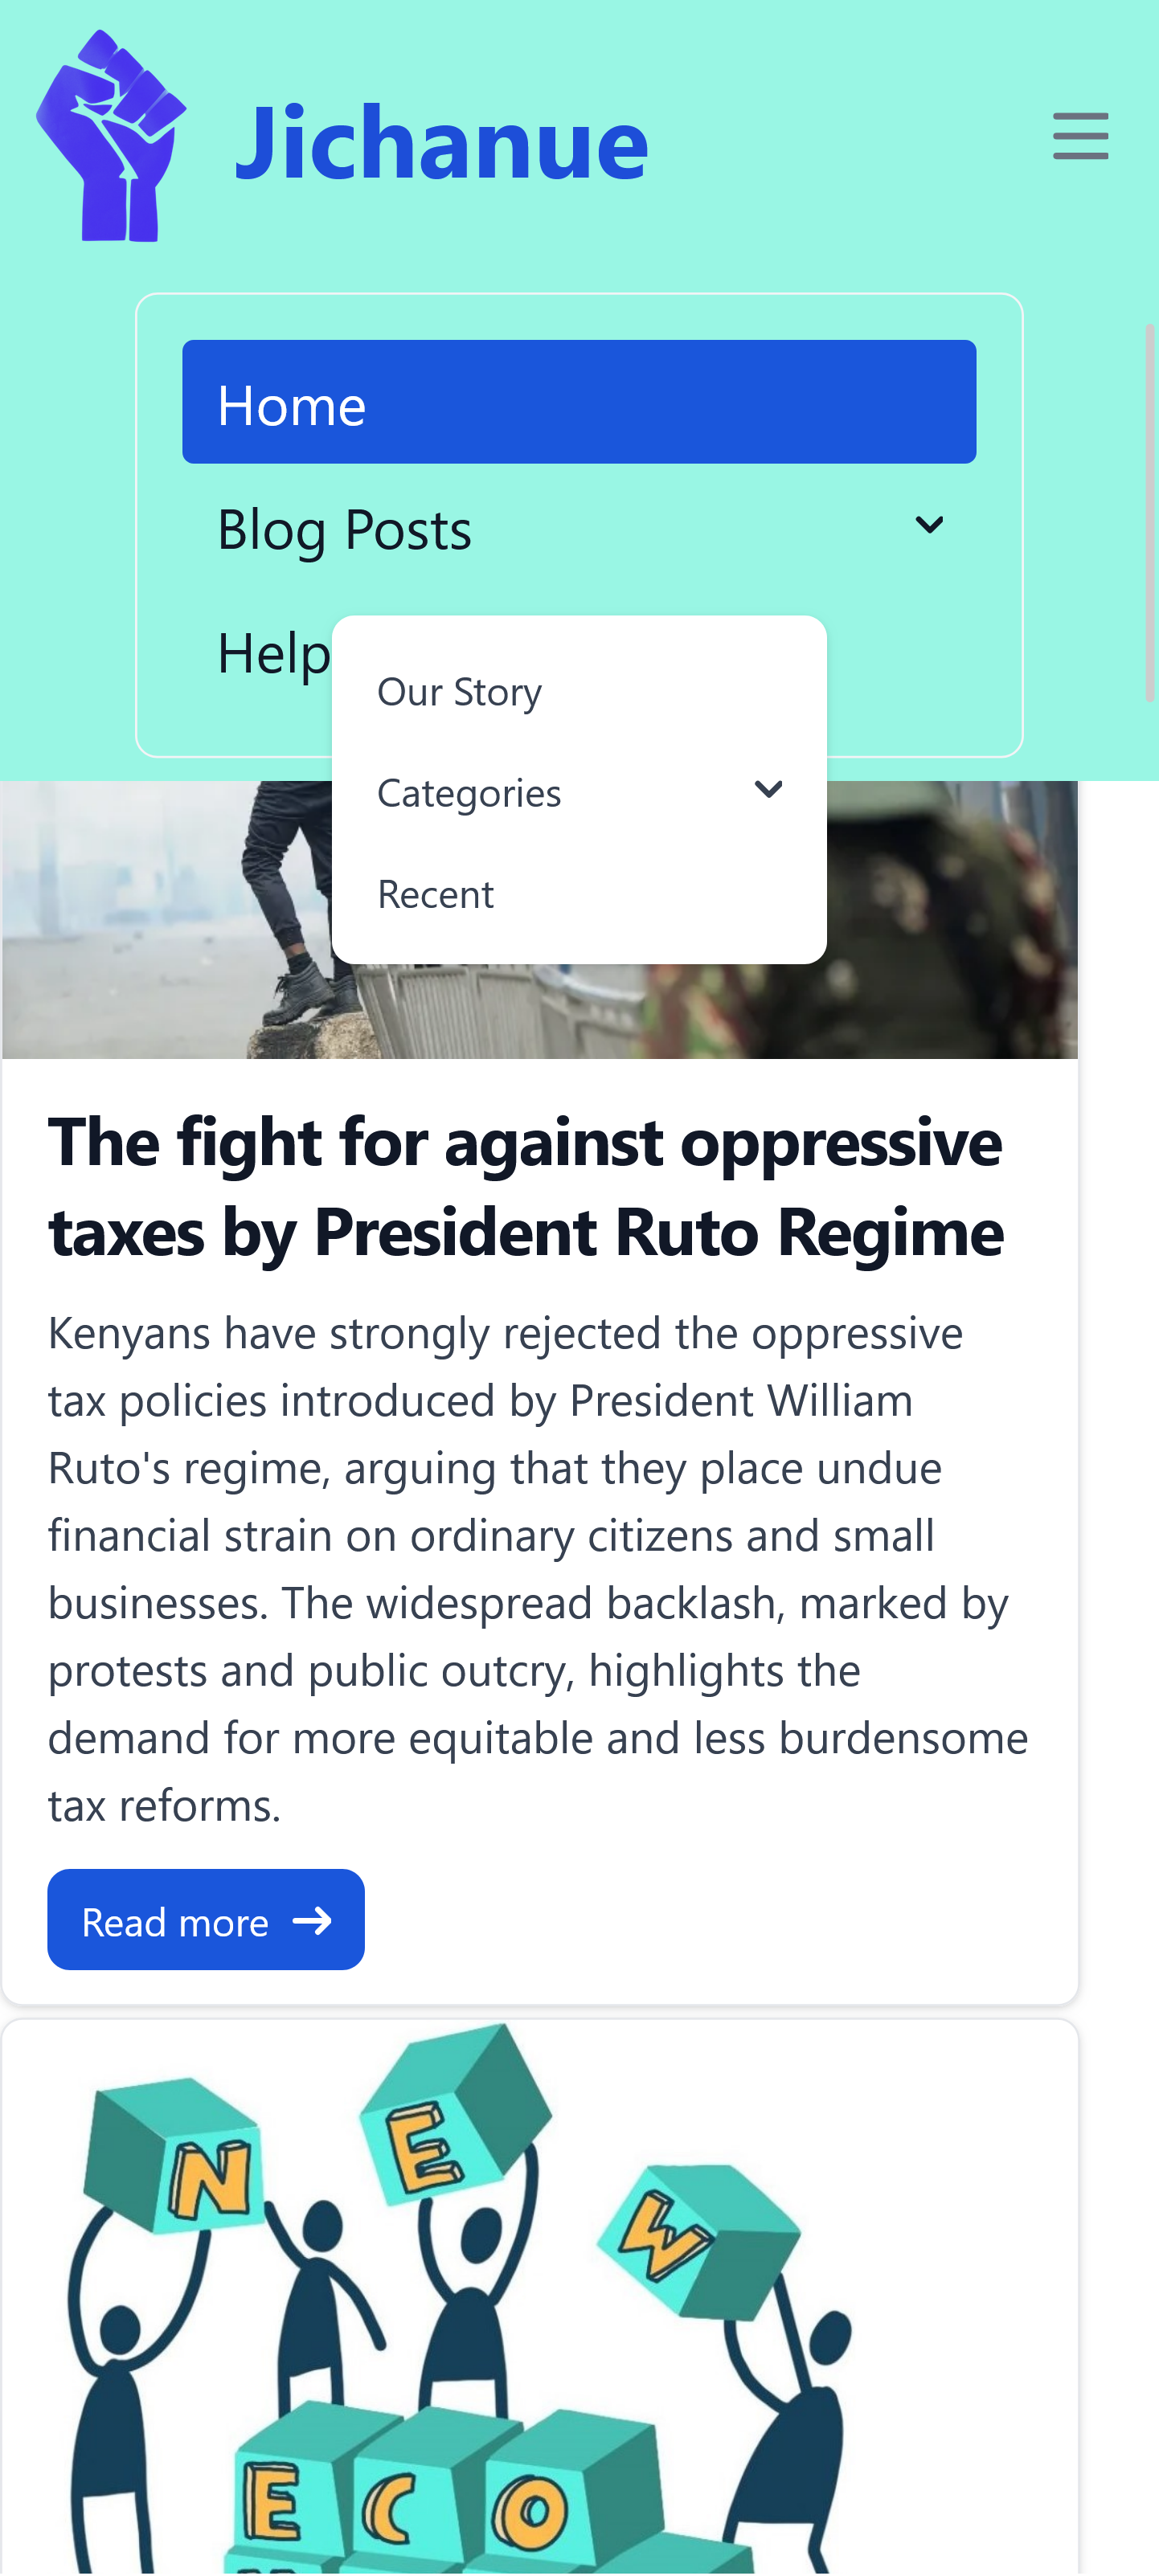 Jichanue
Home
Blog Posts
Help
Our Story
Categories
Recent
The fight for against oppressive
taxes by President Ruto Regime
Kenyans have strongly rejected the oppressive
tax policies introduced by President William
Ruto's regime, arguing that they place undue
financial strain on ordinary citizens and small
businesses. The widespread backlash, marked by
protests and public outcry, highlights the
demand for more equitable and less burdensome
tax reforms.
Read more
N E W
E C O